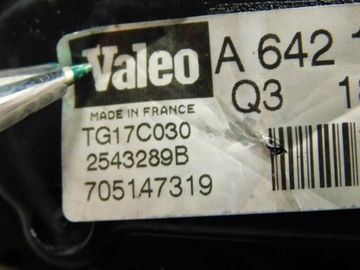 Valeo
A 642
Q3
MADE IN FRANCE
TG17C030
2543289B
705147319